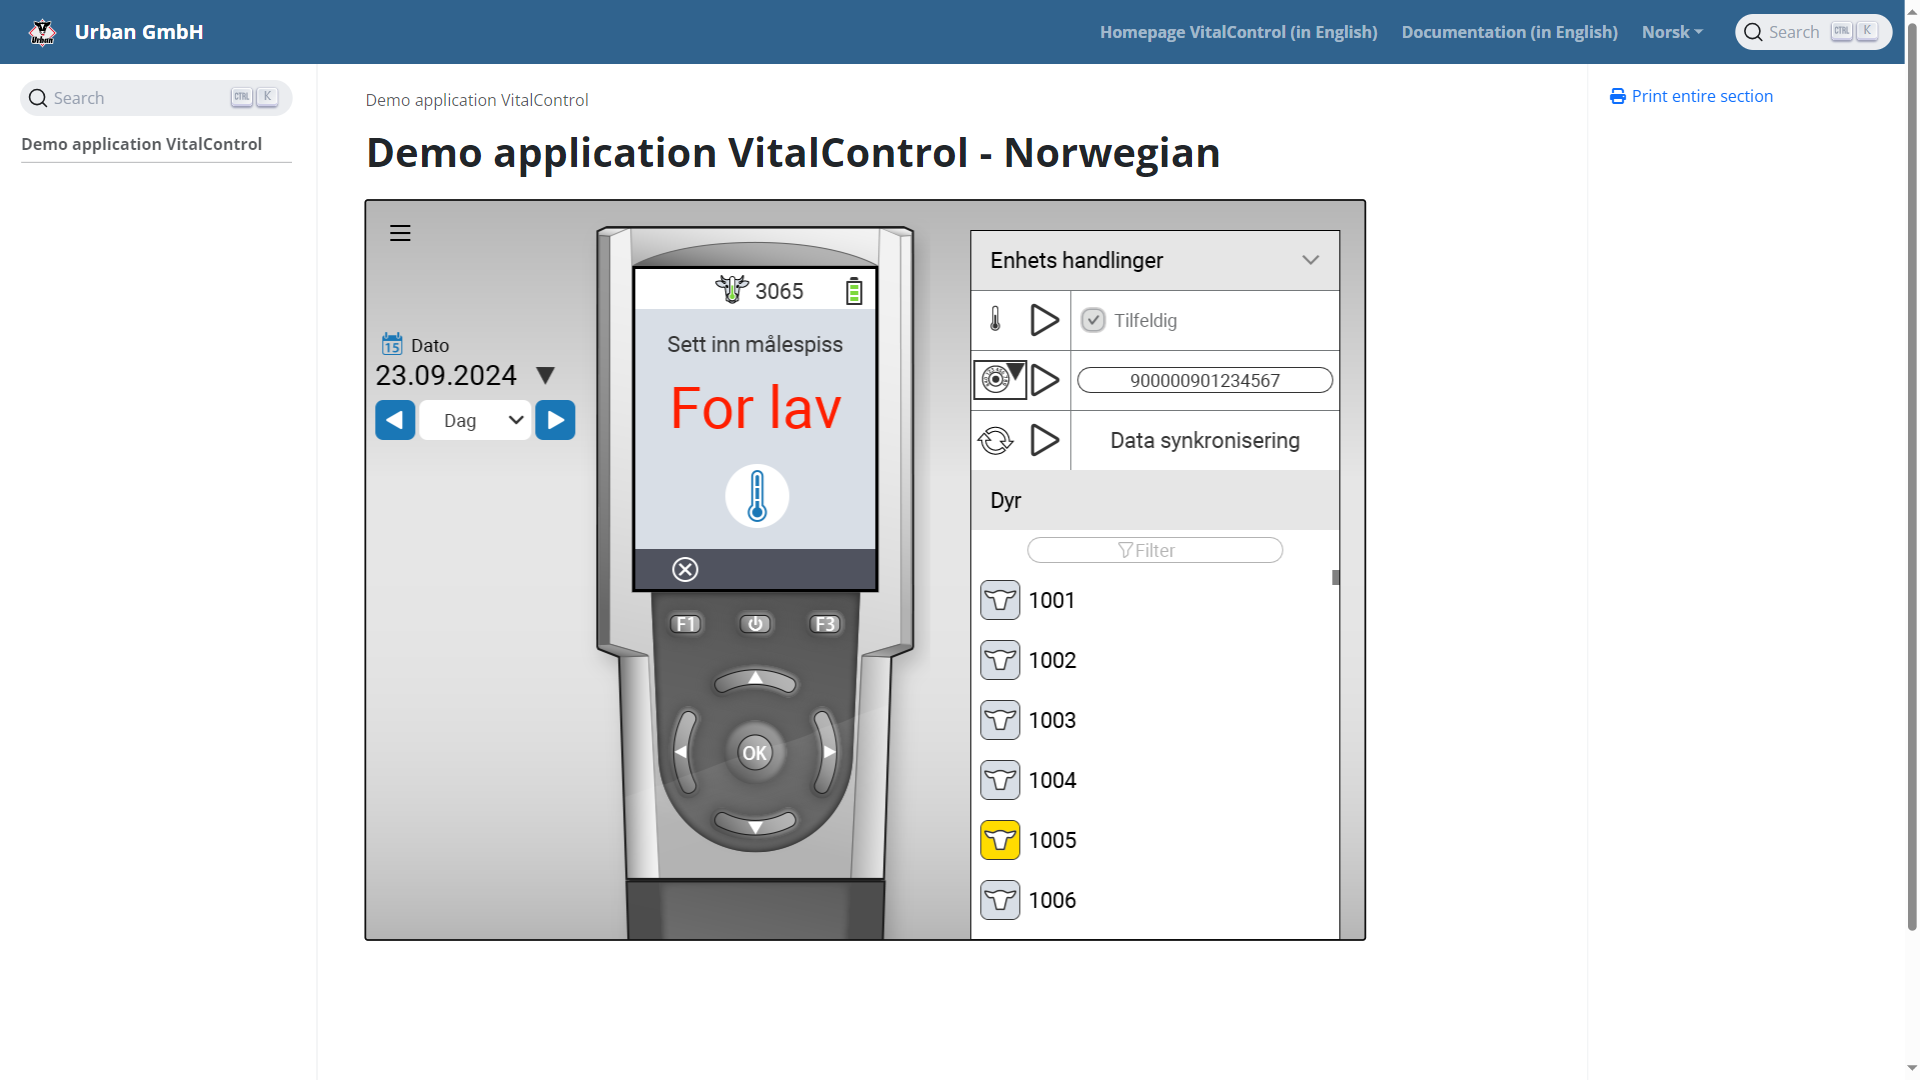 Urban GmbH
Homepage VitalControl (in English)
Documentation (in English)
Norsk
Search CTRL K
Search CTRL K
Demo application VitalControl
Demo application VitalControl
Demo application VitalControl - Norwegian
Print entire section
15 Dato
23.09.2024
Dag
3065
Sett inn målespiss
For lav
F1
F3
OK
Enhets handlinger
Tilfeldig
900000901234567
Data synkronisering
Dyr
Filter
1001
1002
1003
1004
1005
1006